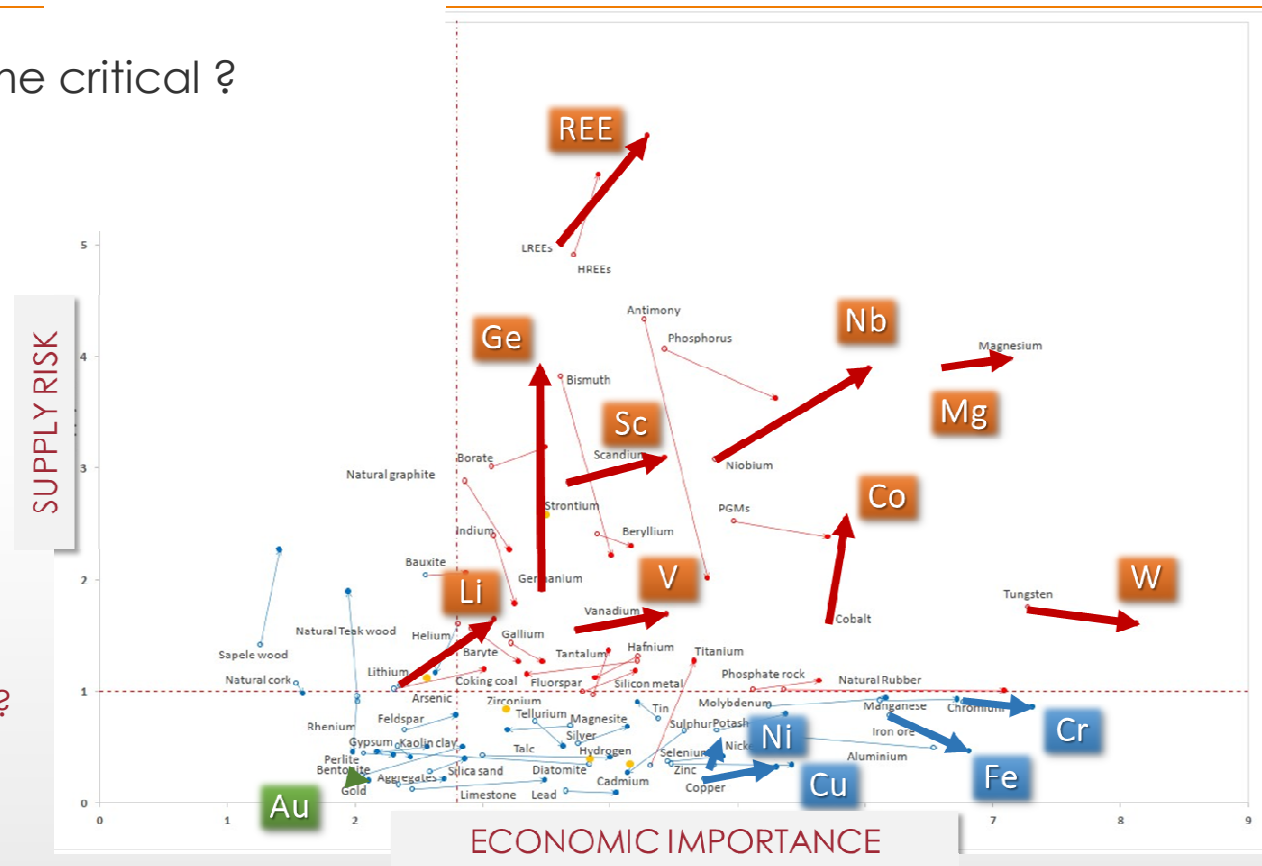 ne critical ?
REE
5
LREEs
HREEs
Antimony
Nb
Ge
Phosphorus
Magnesium
SUPPLY RISK
4
Bismuth
Sc
Mg
Scandium
Borate
Niobium
3
Natural graphite
Co
Strontium
PGMs
Indium
Beryllium
Bauxite
2
Li
Germanium
V
W
Tungsten
Vanadium
Cobalt
Natural Teak wood
Helium
Gallium
Sapele wood
Baryte
Tantalum
Hafnium
Titanium
Lithium
Natural cork
Coking coal
Fluorspar
Silicon metal
Phosphate rock
Natural Rubber
1
?
Arsenic
Zirconium
Tin
Molybdenum
Manganese
Chromium
Rhenium
Feldspar
Tellurium
Magnesite
Sulphur
Potash
Iron ore
Cr
Silver
Ni
Gypsum
Kaolin clay
Talc
Hydrogen
Selenium
Nicke
Aluminium
Perlite
Bentonite
Aggregates
Silica sand
Diatomite
Cadmium
Zinc
Fe
Gold
Limestone
Lead
Copper
Cu
Au
0
0
1
2
7
8
9
ECONOMIC IMPORTANCE